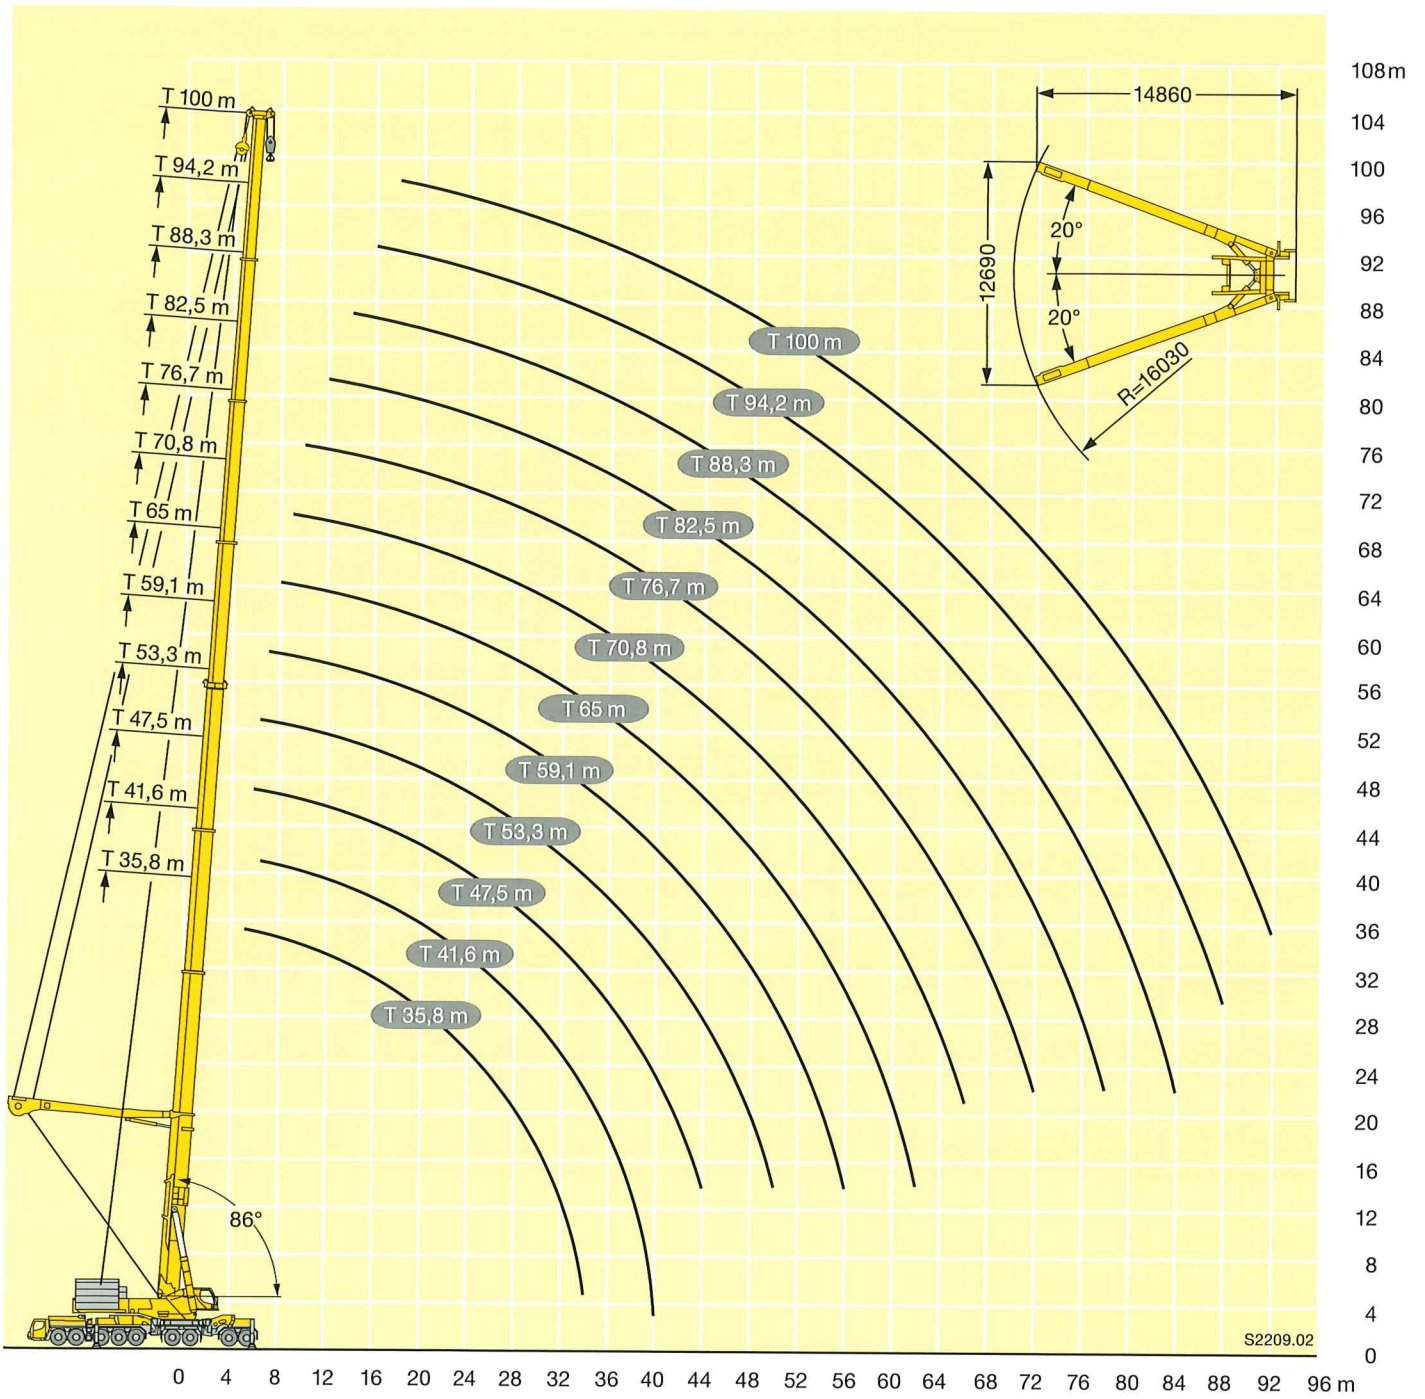 T 100 m
T 94,2 m
T 88,3 m
T 82,5 m
T 76,7 m
T 70,8 m
T 65 m
T 59,1 m
T 53,3 m
T 47,5 m
T 41,6 m
T 35,8 m
86°
T 100 m
T 94,2 m
T 88,3 m
T 82,5 m
T 76,7 m
T 70,8 m
T 65 m
T 59,1 m
T 53,3 m
T 47,5 m
T 41,6 m
T 35,8 m
14860
12690
20°
20°
R=16030
108 m
104
100
96
92
88
84
80
76
72
68
64
60
56
52
48
44
40
36
32
28
24
20
16
12
8
4
0
S2209.02
0 4 8 12 16 20 24 28 32 36 40 44 48 52 56 60 64 68 72 76 80 84 88 92 96 m